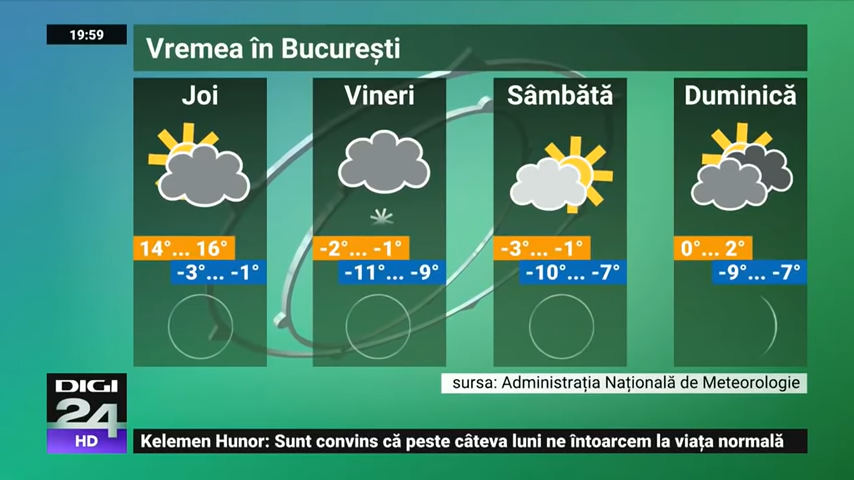 19:59
Vremea în București
Joi
Vineri
Sâmbătă
Duminică
14°... 16°
-2°... -1°
-3°... -1°
0°... 2°
-3°... -1°
-11°... -9°
-10°... -7°
-9°... -7°
sursa: Administrația Națională de Meteorologie
DIGI
24
HD
Kelemen Hunor: Sunt convins că peste câteva luni ne întoarcem la viața normală